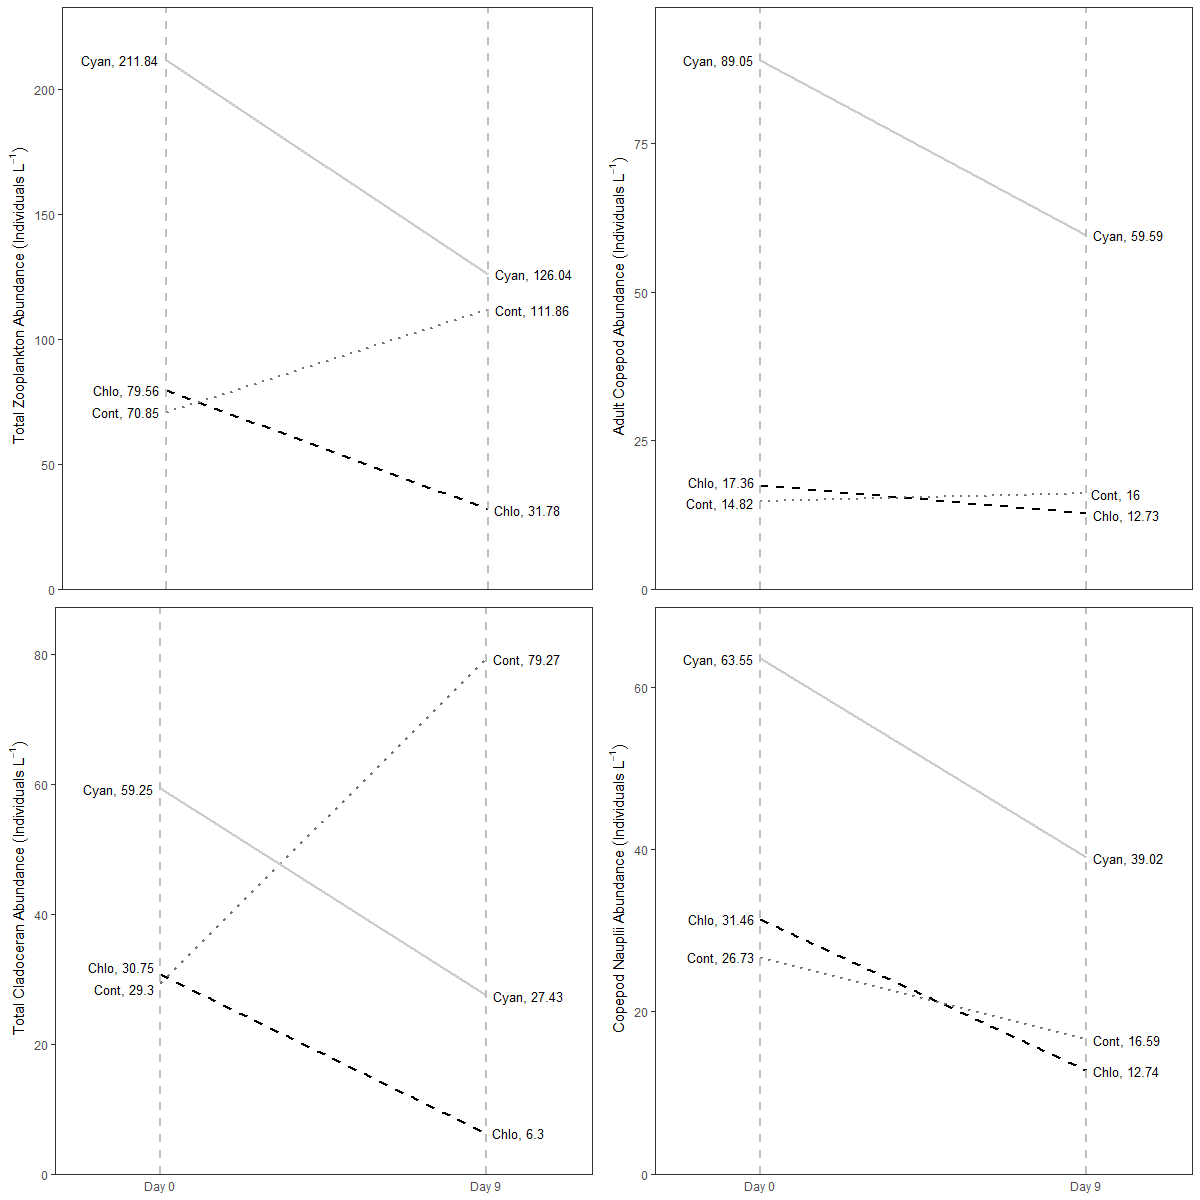 Total Zooplankton Abundance (Individuals L⁻¹)
200
150
100
50
0
Cyan, 211.84
Chlo, 79.56
Cont, 70.85
Cyan, 126.04
Cont, 111.86
Chlo, 31.78
Adult Copepod Abundance (Individuals L⁻¹)
75
50
25
0
Cyan, 89.05
Chlo, 17.36
Cont, 14.82
Cyan, 59.59
Cont, 16
Chlo, 12.73
Total Cladoceran Abundance (Individuals L⁻¹)
80
60
40
20
0
Cyan, 59.25
Chlo, 30.75
Cont, 29.3
Cont, 79.27
Cyan, 27.43
Chlo, 6.3
Day 0
Day 9
Copepod Nauplii Abundance (Individuals L⁻¹)
60
40
20
0
Cyan, 63.55
Chlo, 31.46
Cont, 26.73
Cyan, 39.02
Cont, 16.59
Chlo, 12.74
Day 0
Day 9